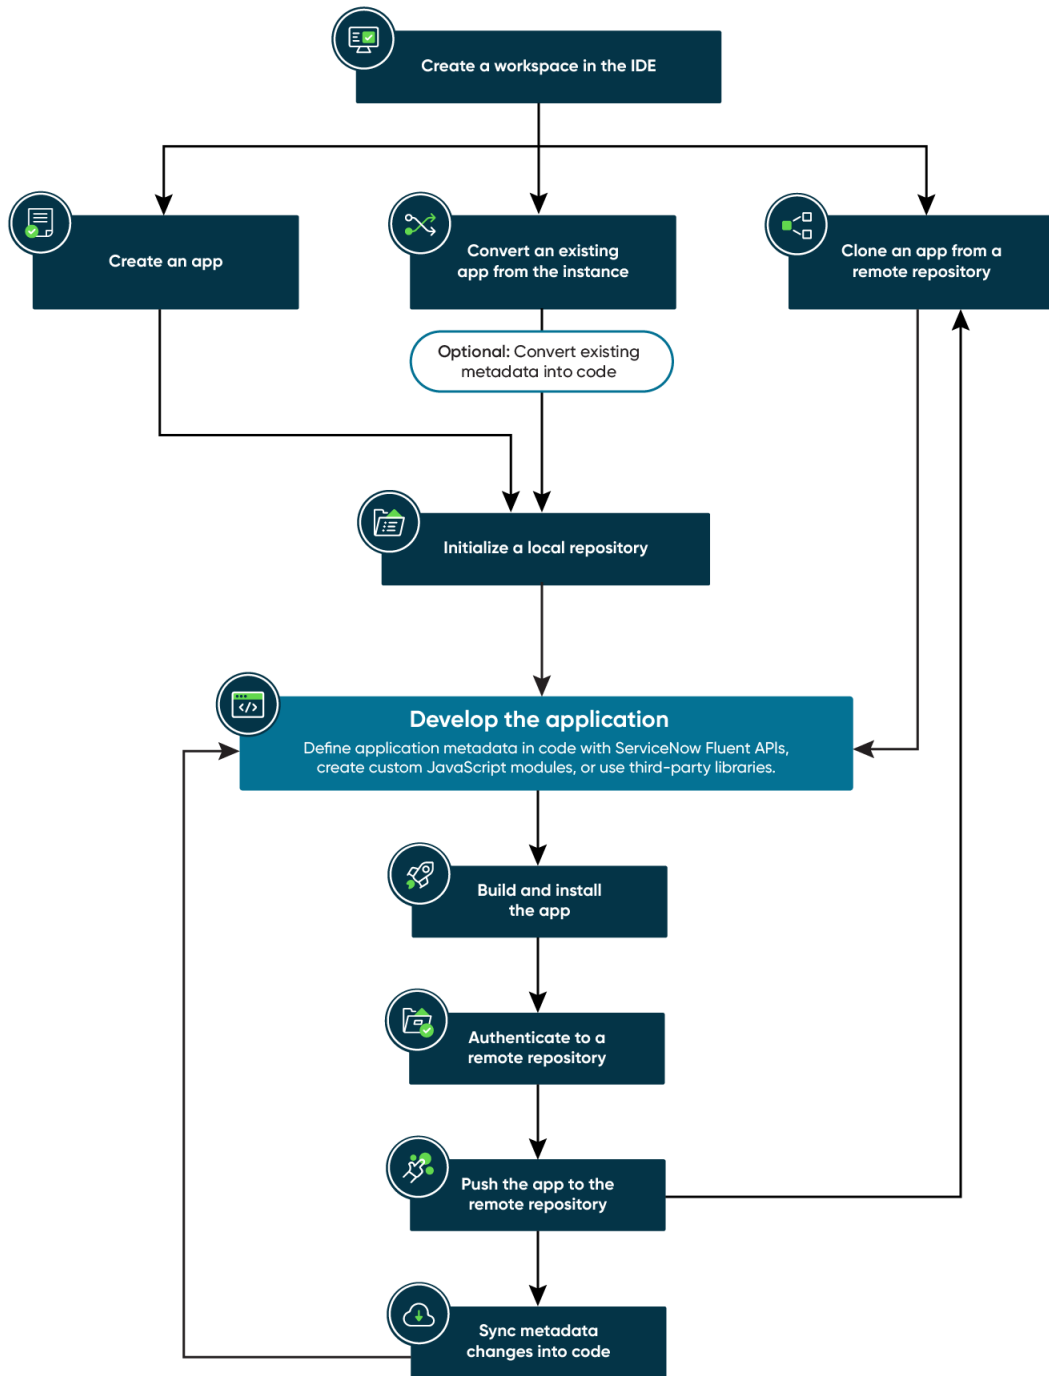 Create a workspace in the IDE
Create an app
Convert an existing
app from the instance
Clone an app from a
remote repository
Optional: Convert existing
metadata into code
Initialize a local repository
</>
Develop the application
Define application metadata in code with ServiceNow Fluent APIs,
create custom JavaScript modules, or use third-party libraries.
Build and install
the app
Authenticate to a
remote repository
Push the app to the
remote repository
Sync metadata
changes into code